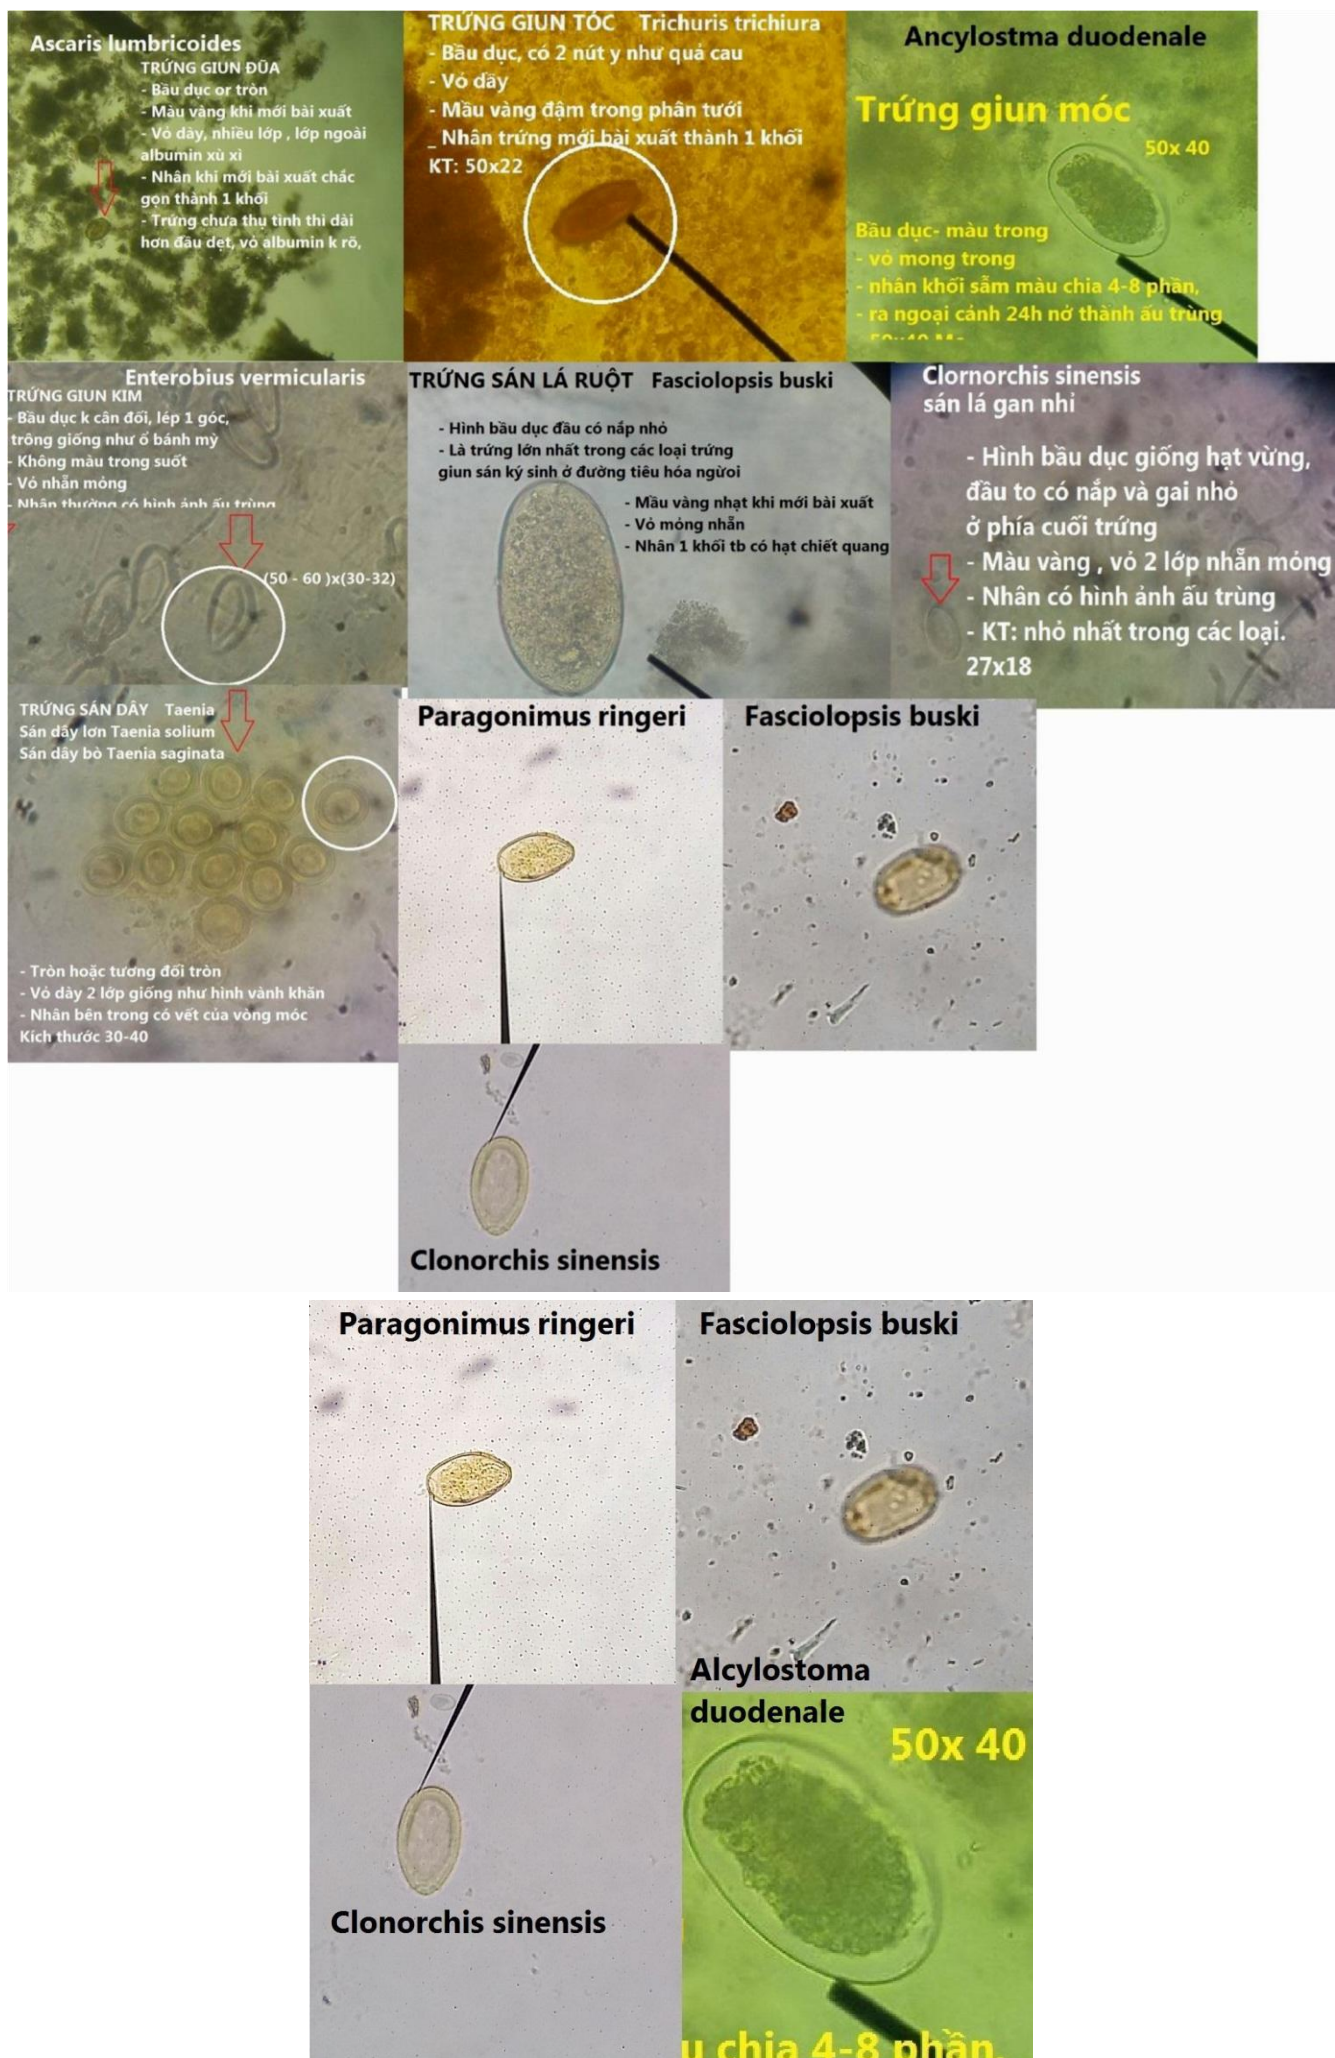 Ascaris lumbricoides
TRỨNG GIUN ĐŨA
- Bầu dục or tròn
- Màu vàng khi mới bài xuất
- Vỏ dày, nhiều lớp , lớp ngoài
albumin xù xì
- Nhân khi mới bài xuất chắc
gọn thành 1 khối
- Trứng chưa thụ tinh thì dài
hơn đầu dẹt, vỏ albumin k rõ,
TRỨNG GIUN TÓC Trichuris trichiura
- Bầu dục, có 2 nút y như quả cau
- Vỏ dầy
- Mầu vàng đậm trong phân tươi
_ Nhân trứng mới bài xuất thành 1 khối
KT: 50x22
Ancylostma duodenale
Trứng giun móc
50x 40
Bầu dục- màu trong
- vỏ mong trong
- nhân khối sẫm màu chia 4-8 phần,
- ra ngoại cảnh 24h nở thành ấu trùng
Enterobius vermicularis
TRỨNG GIUN KIM
- Bầu dục k cân đối, lép 1 góc,
trông giống như ổ bánh mỳ
- Không màu trong suốt
- Vỏ nhẵn mỏng
- Nhân thường có hình ảnh ấu trùng
(50 - 60 )x(30-32)
TRỨNG SÁN LÁ RUỘT Fasciolopsis buski
- Hình bầu dục đầu có nắp nhỏ
- Là trứng lớn nhất trong các loại trứng
giun sán ký sinh ở đường tiêu hóa ngừoi
- Mầu vàng nhạt khi mới bài xuất
- Vỏ mỏng nhẵn
- Nhân 1 khối tb có hạt chiết quang
Clornorchis sinensis
sán lá gan nhỉ
- Hình bầu dục giống hạt vừng,
đầu to có nắp và gai nhỏ
ở phía cuối trứng
- Màu vàng , vỏ 2 lớp nhẵn mỏng
- Nhân có hình ảnh ấu trùng
- KT: nhỏ nhất trong các loại.
27x18
TRỨNG SÁN DÂY Taenia
Sán dây lơn Taenia solium
Sán dây bò Taenia saginata
- Tròn hoặc tương đối tròn
- Vỏ dày 2 lớp giống như hình vành khăn
- Nhân bên trong có vết của vòng móc
Kích thước 30-40
Paragonimus ringeri
Fasciolopsis buski
Clonorchis sinensis
Paragonimus ringeri
Fasciolopsis buski
Alcylostoma
duodenale
50x 40
Clonorchis sinensis
u chia 4-8 phần.